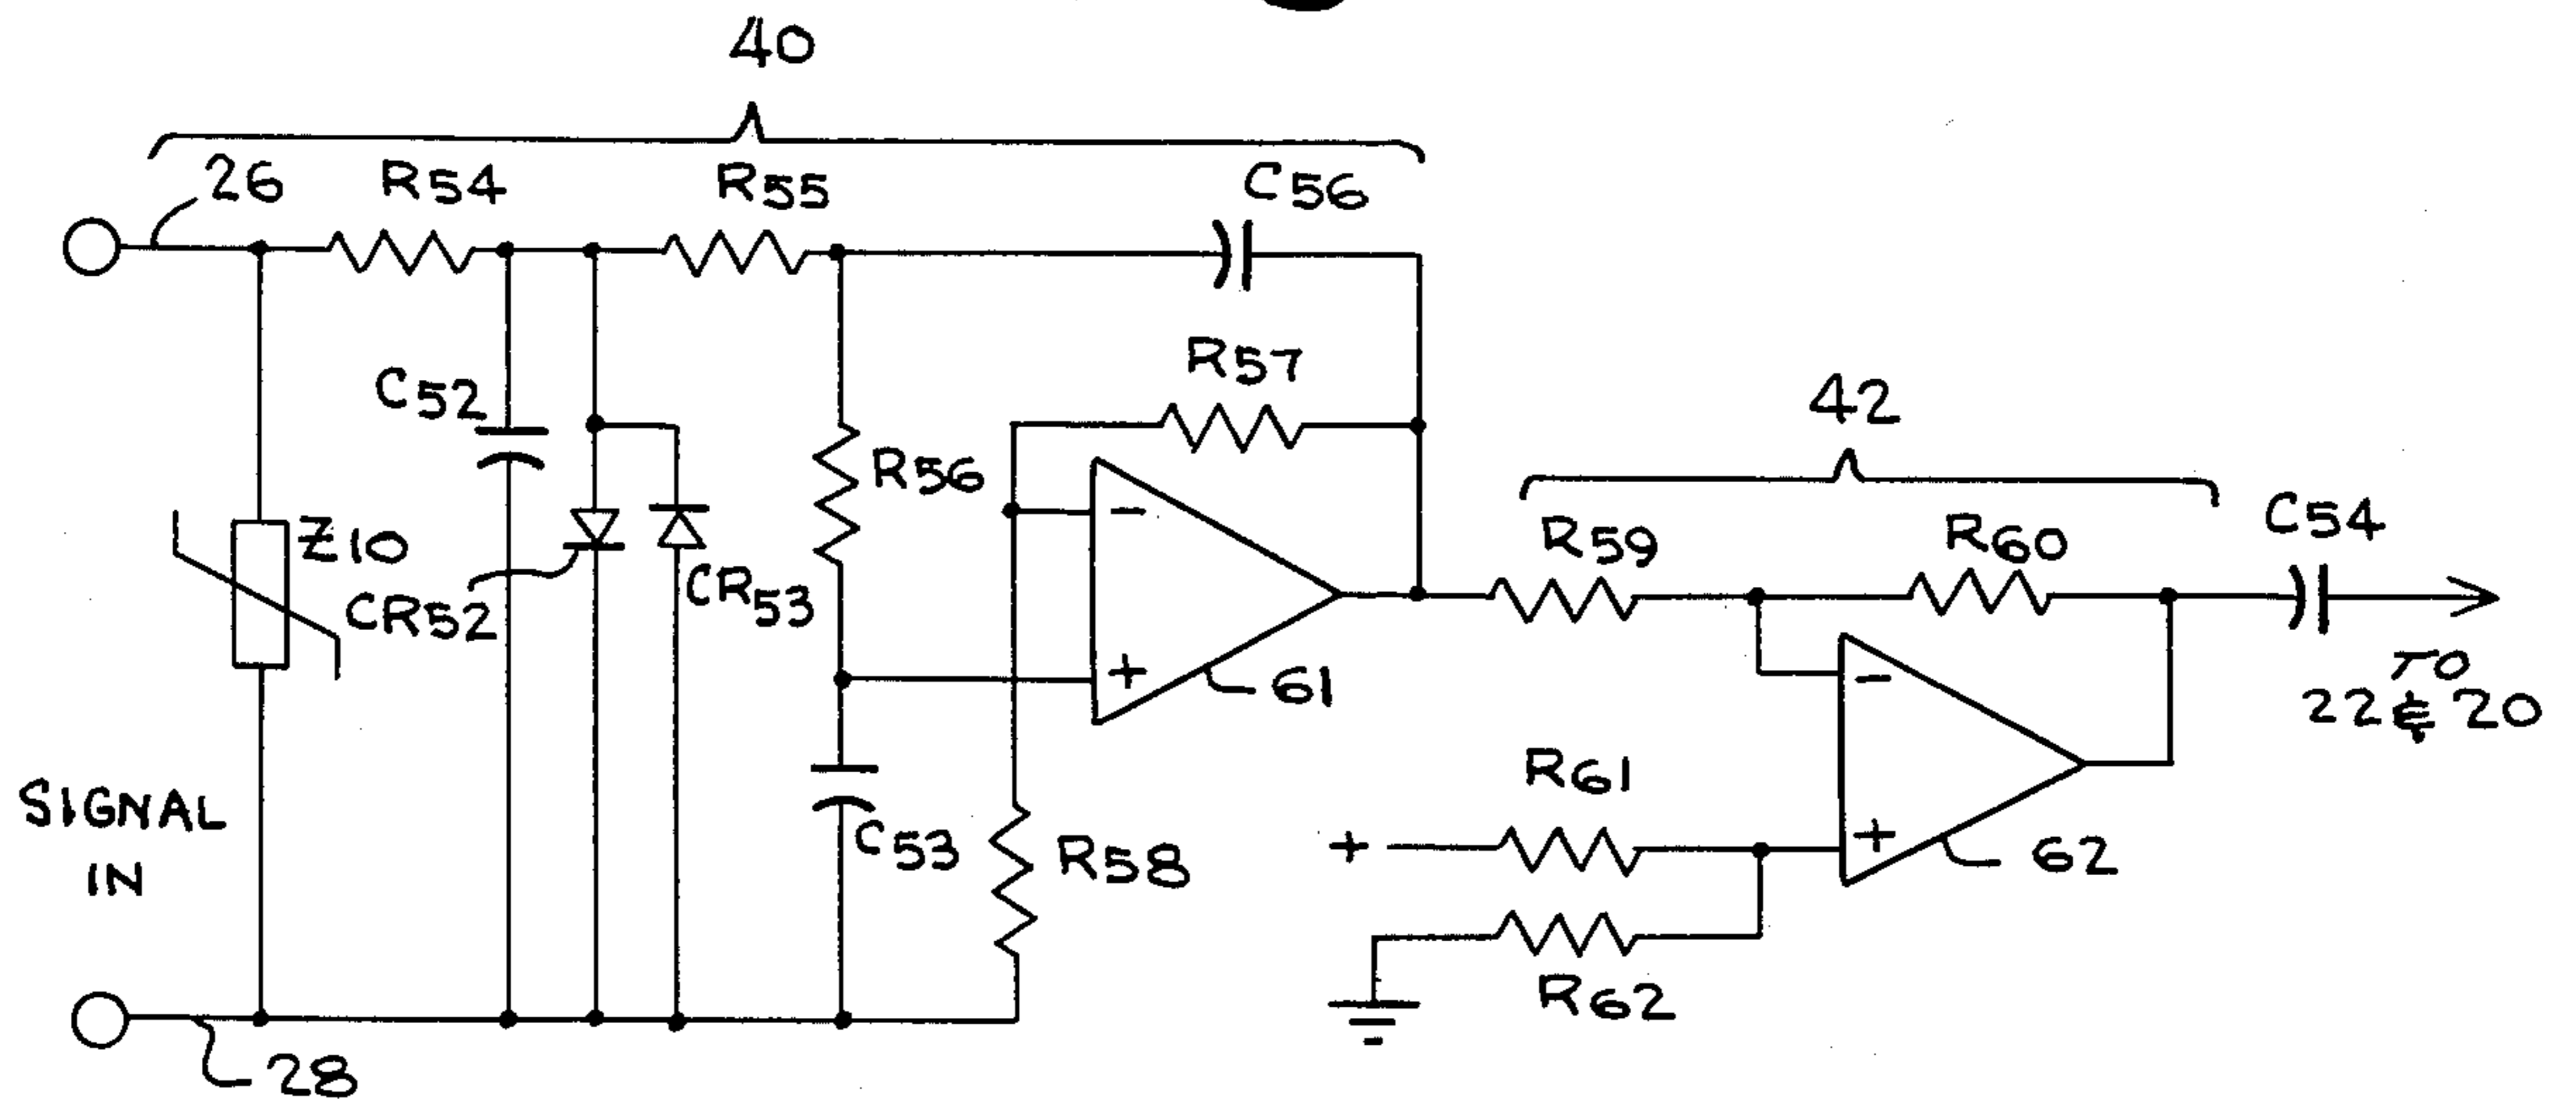 40
26
R54
R55
C56
C52
R57
R56
42
Z10
CR52
CR53
-
+
61
R59
R60
C54
TO
22 & 20
-
+
62
SIGNAL
IN
C53
R58
R61
+
R62
28